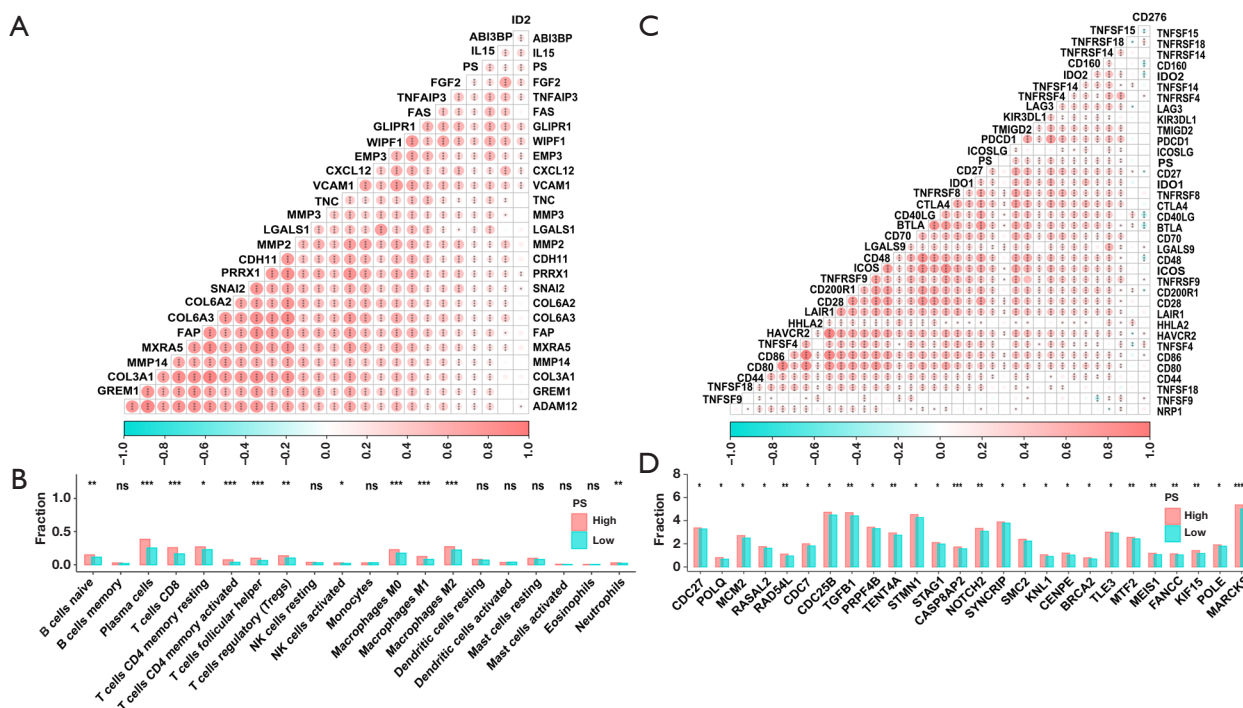 A
ID2
ABI3BP ABI3BP
IL15 IL15
PS PS
FGF2 FGF2
TNFAIP3 TNFAIP3
FAS FAS
GLIPR1 GLIPR1
WIPF1 WIPF1
EMP3 EMP3
CXCL12 CXCL12
VCAM1 VCAM1
TNC TNC
MMP3 MMP3
LGALS1 LGALS1
MMP2 MMP2
CDH11 CDH11
PRRX1 PRRX1
SNAI2 SNAI2
COL6A2 COL6A2
COL6A3 COL6A3
FAP FAP
MXRA5 MXRA5
MMP14 MMP14
COL3A1 COL3A1
GREM1 GREM1
ADAM12
−1.0 −0.8 −0.6 −0.4 −0.2 0.0 0.2 0.4 0.6 0.8 1.0
C
CD276
TNFSF15 TNFSF15
TNFRSF18 TNFRSF18
TNFRSF14 TNFRSF14
CD160 CD160
IDO2 IDO2
TNFSF14 TNFSF14
TNFRSF4 TNFRSF4
LAG3 LAG3
KIR3DL1 KIR3DL1
TMIGD2 TMIGD2
PDCD1 PDCD1
ICOSLG ICOSLG
PS PS
CD27 CD27
IDO1 IDO1
TNFRSF8 TNFRSF8
CTLA4 CTLA4
CD40LG CD40LG
BTLA BTLA
CD70 CD70
LGALS9 LGALS9
CD48 CD48
ICOS ICOS
TNFRSF9 TNFRSF9
CD200R1 CD200R1
CD28 CD28
LAIR1 LAIR1
HHLA2 HHLA2
HAVCR2 HAVCR2
TNFSF4 TNFSF4
CD86 CD86
CD80 CD80
CD44 CD44
TNFSF18 TNFSF18
TNFSF9 TNFSF9
NRP1
−1.0 −0.8 −0.6 −0.4 −0.2 0.0 0.2 0.4 0.6 0.8 1.0
B
** ns *** *** * *** *** ** ns * ns *** *** *** ns ns ns ns ns **
Fraction
1.0
0.5
0.0
PS
High
Low
B cells naive
B cells memory
Plasma cells
T cells CD8
T cells CD4 memory resting
T cells CD4 memory activated
T cells follicular helper
T cells regulatory (Tregs)
NK cells resting
NK cells activated
Monocytes
Macrophages M0
Macrophages M1
Macrophages M2
Dendritic cells resting
Dendritic cells activated
Mast cells resting
Mast cells activated
Eosinophils
Neutrophils
D
* * * * ** * * ** * ** * * *** ** * * * * * * ** ** ** ** * ***
Fraction
8
6
4
2
0
PS
High
Low
CDC27
POLQ
MCM2
RASAL2
RAD54L
CDC7
CDC25B
TGFB1
PRPF4B
TENT4A
STMN1
STAG1
CASP8AP2
NOTCH2
SYNCRIP
SMC2
KNL1
CENPE
BRCA2
TLE3
MTF2
MEIS1
FANCC
KIF15
POLE
MARCKS